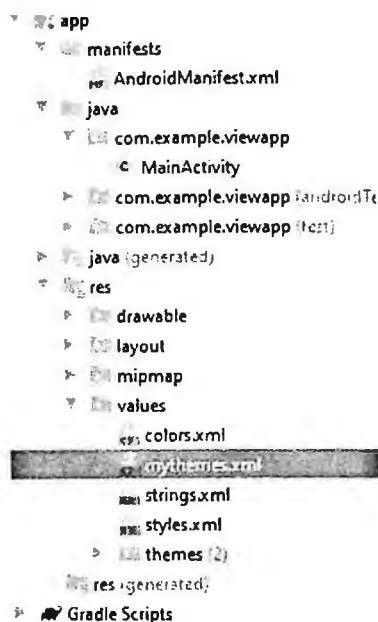 app
manifests
AndroidManifest.xml
java
com.example.viewapp
C MainActivity
com.example.viewapp (androidTe
com.example.viewapp (test)
java (generated)
res
drawable
layout
mipmap
values
colors.xml
mythemes.xml
strings.xml
styles.xml
themes (2)
res (generated)
Gradle Scripts